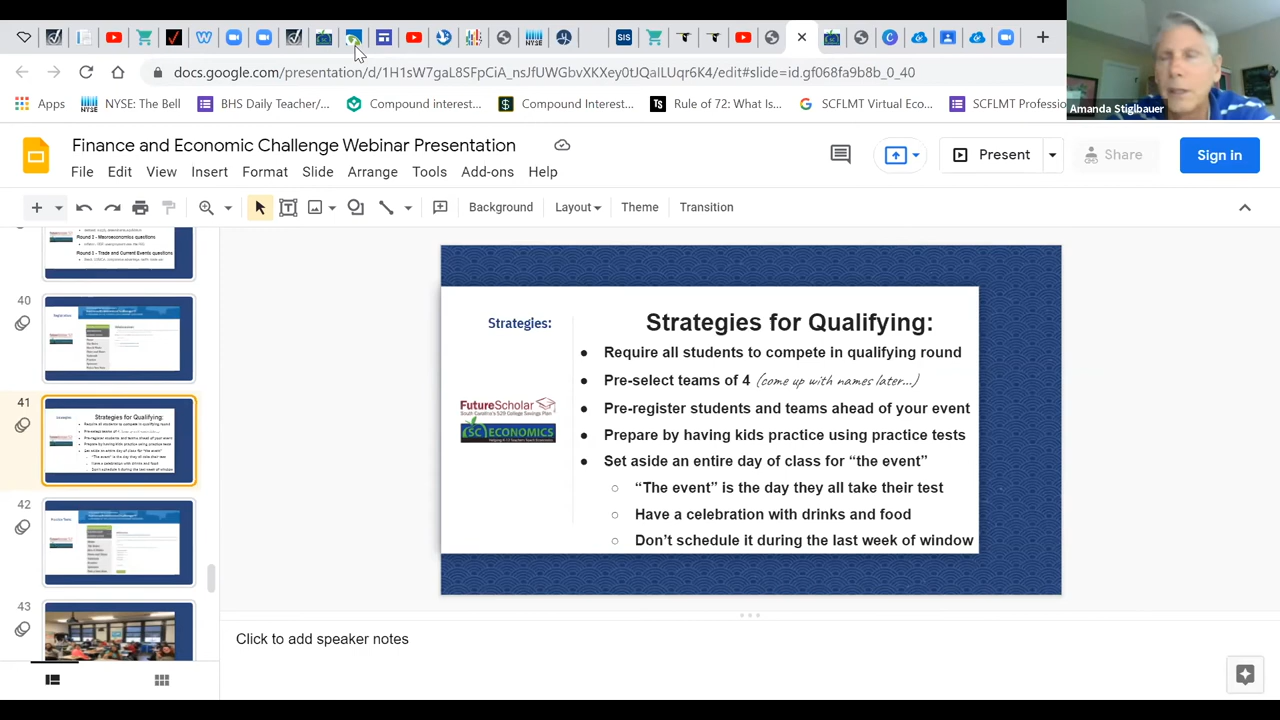 SIS
docs.google.com/presentation/d/1H1sW7gaL8SFpCiA_nsJfUWGbvXKXey0tUQaILUqr6K4/edit#slide=id.gf068fa9b8b_0_40
Amanda Stiglbauer
Apps
NYSE: The Bell
BHS Daily Teacher/...
Compound interest...
Compound Interest...
Rule of 72: What Is...
SCFLMT Virtual Eco...
SCFLMT Professio
Finance and Economic Challenge Webinar Presentation
File Edit View Insert Format Slide Arrange Tools Add-ons Help
Present
Share
Sign in
Background
Layout
Theme
Transition
40
41
42
43
Strategies:
Strategies for Qualifying:
● Require all students to compete in qualifying round
● Pre-select teams of 4 (come up with names later...)
● Pre-register students and teams ahead of your event
● Prepare by having kids practice using practice tests
● Set aside an entire day of class for "the event"
○ "The event" is the day they all take their test
○ Have a celebration with drinks and food
○ Don't schedule it during the last week of window
FutureScholar
South Carolina's 529 College Savings Plan
SC ECONOMICS
Helping K-12 Teachers Teach Economics
Click to add speaker notes